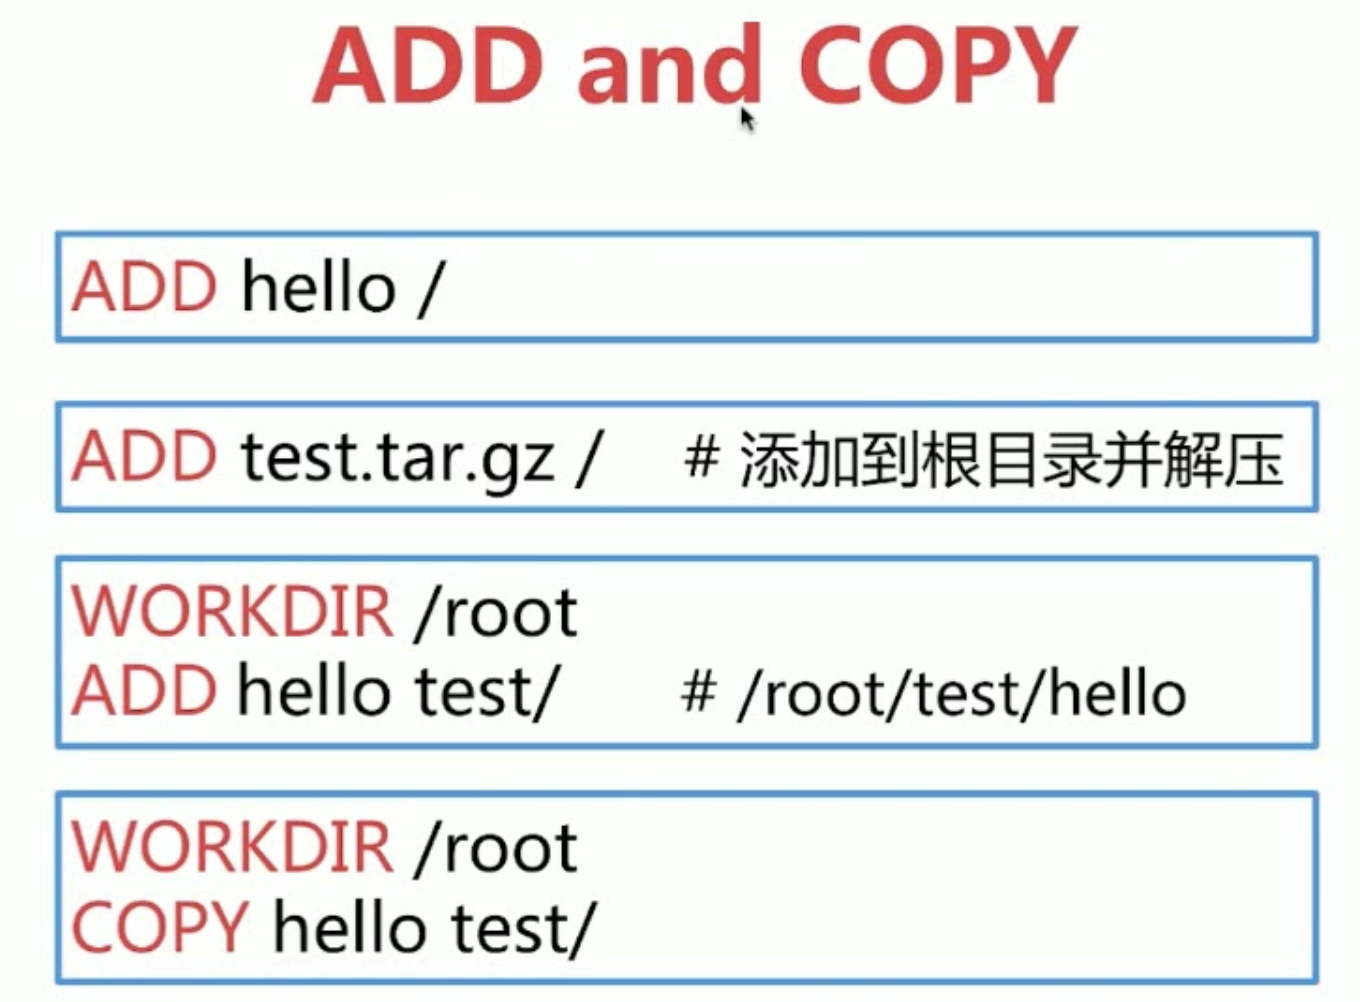 ADD and COPY
ADD hello /
ADD test.tar.gz / # 添加到根目录并解压
WORKDIR /root
ADD hello test/ # /root/test/hello
WORKDIR /root
COPY hello test/